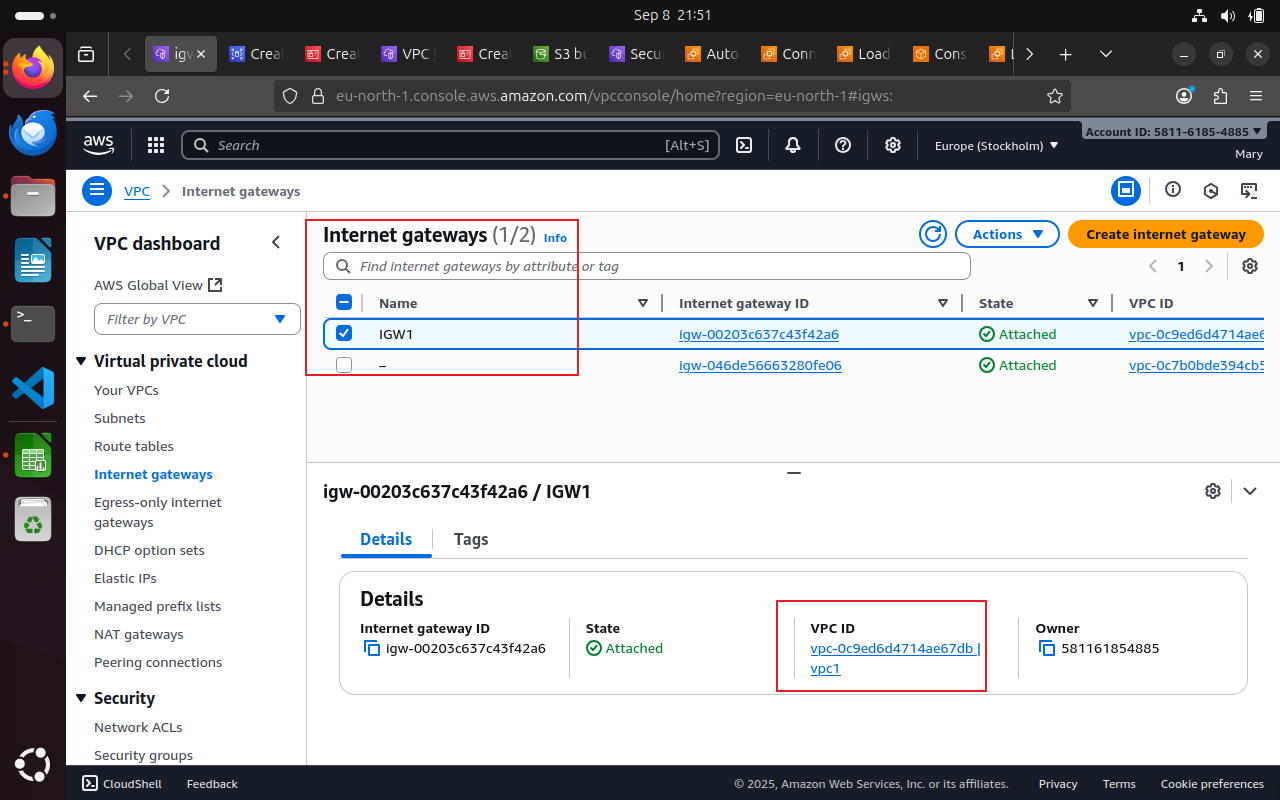 Sep 8 21:51
igw
Creat
Creat
VPC |
Creat
S3 bu
Secu
Auto
Conn
Load
Cons
L
eu-north-1.console.aws.amazon.com/vpcconsole/home?region=eu-north-1#igws:
aws
Search
[Alt+S]
Europe (Stockholm)
Account ID: 5811-6185-4885
Mary
VPC
Internet gateways
VPC dashboard
AWS Global View
Filter by VPC
Virtual private cloud
Your VPCs
Subnets
Route tables
Internet gateways
Egress-only internet
gateways
DHCP option sets
Elastic IPs
Managed prefix lists
NAT gateways
Peering connections
Security
Network ACLs
Security groups
Internet gateways (1/2) Info
Actions
Create internet gateway
Find internet gateways by attribute or tag
1
Name Internet gateway ID State VPC ID
IGW1 igw-00203c637c43f42a6 Attached vpc-0c9ed6d4714ae6
– igw-046de56663280fe06 Attached vpc-0c7b0bde394cb5
igw-00203c637c43f42a6 / IGW1
Details Tags
Details
Internet gateway ID
igw-00203c637c43f42a6
State
Attached
VPC ID
vpc-0c9ed6d4714ae67db |
vpc1
Owner
581161854885
CloudShell Feedback © 2025, Amazon Web Services, Inc. or its affiliates. Privacy Terms Cookie preferences